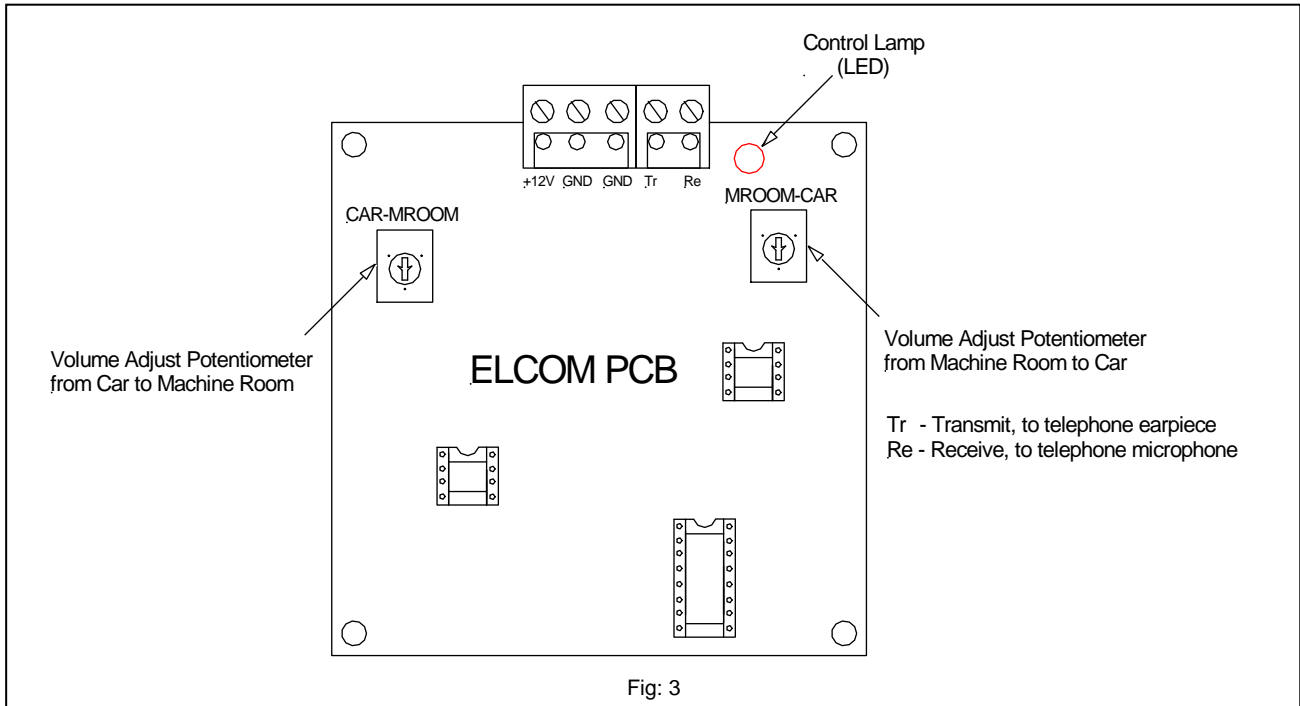 Control Lamp
(LED)
+12V GND GND Tr Re
CAR-MROOM
MROOM-CAR
Volume Adjust Potentiometer
from Car to Machine Room
ELCOM PCB
Volume Adjust Potentiometer
from Machine Room to Car
Tr - Transmit, to telephone earpiece
Re - Receive, to telephone microphone
Fig: 3